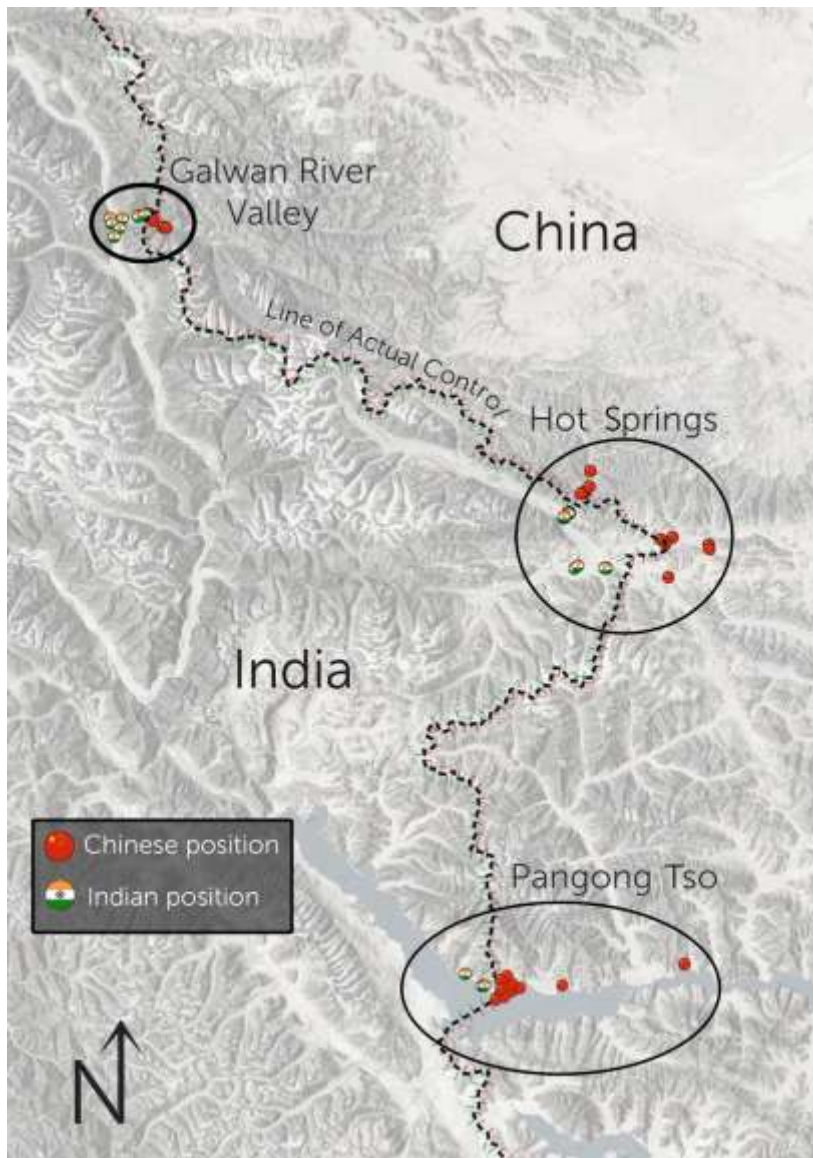 Galwan River
Valley
China
Line of Actual Control
Hot Springs
India
Chinese position
Indian position
Pangong Tso
N